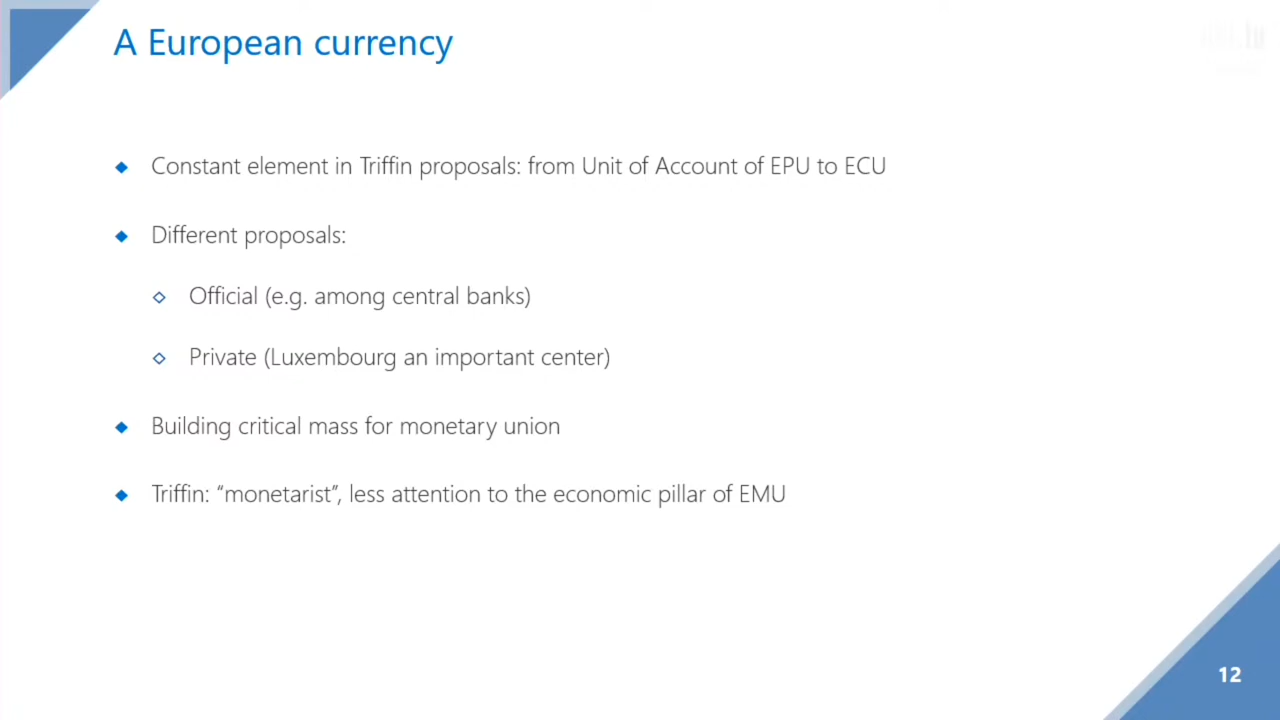 A European currency
Constant element in Triffin proposals: from Unit of Account of EPU to ECU
Different proposals:
Official (e.g. among central banks)
Private (Luxembourg an important center)
Building critical mass for monetary union
Triffin: “monetarist”, less attention to the economic pillar of EMU
12